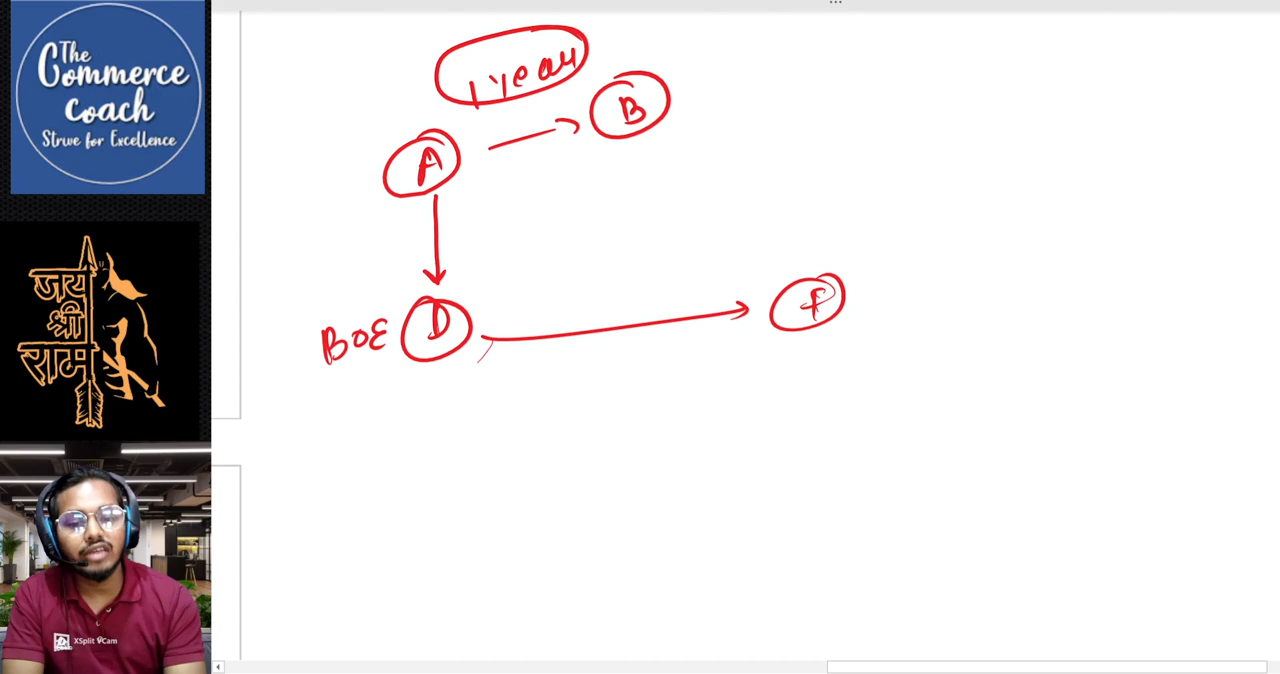 The
Commerce
coach
Strive for Excellence
जय
श्री
राम
XSplit VCam
1 year
A
B
BOE D
f